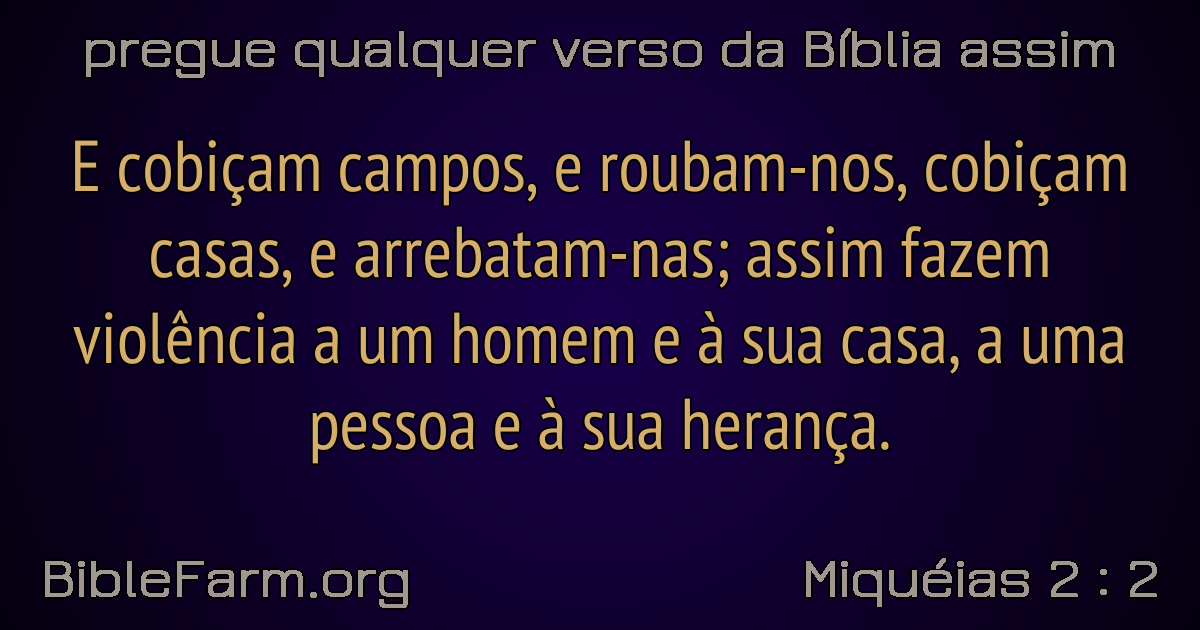 pregue qualquer verso da Bíblia assim
E cobiçam campos, e roubam-nos, cobiçam
casas, e arrebatam-nas; assim fazem
violência a um homem e à sua casa, a uma
pessoa e à sua herança.
BibleFarm.org
Miquéias 2 : 2